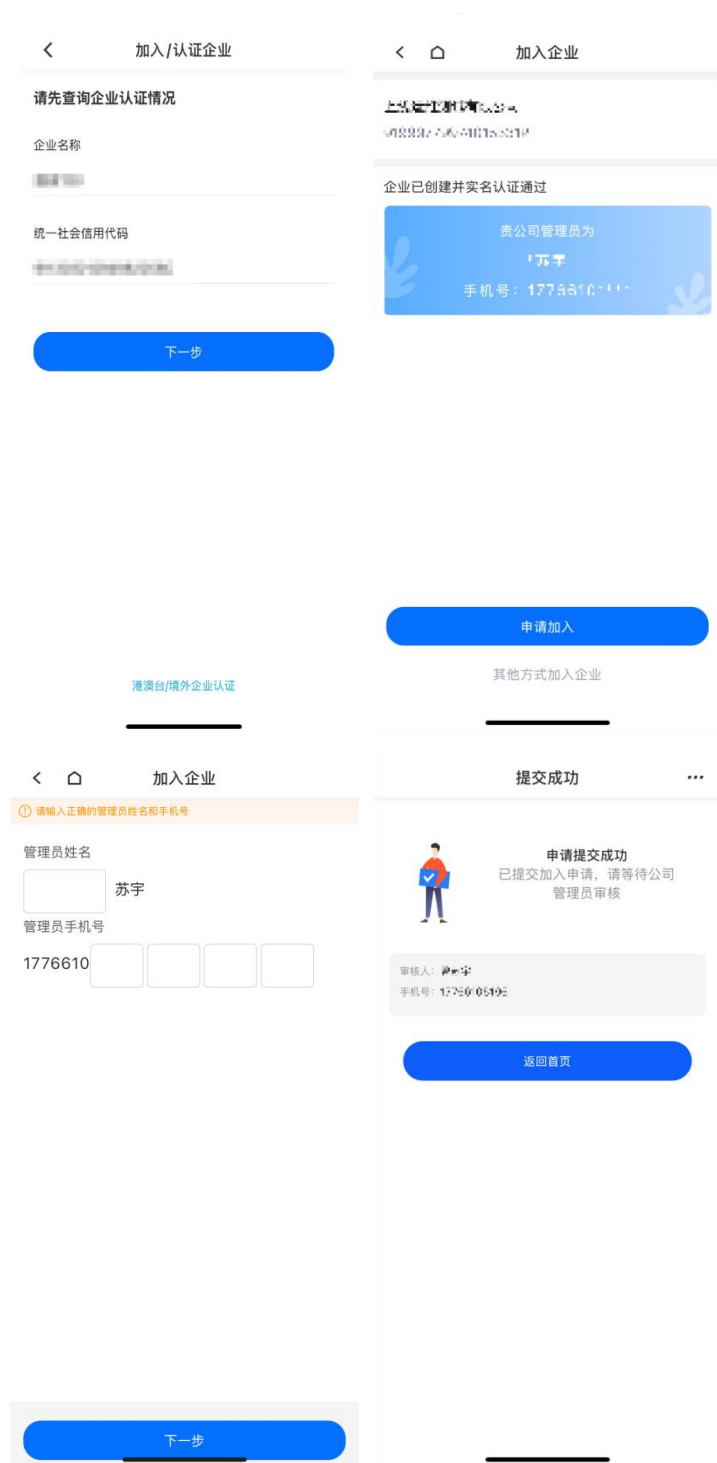 加入/认证企业
请先查询企业认证情况
企业名称
统一社会信用代码
下一步
港澳台/境外企业认证
加入企业
企业已创建并实名认证通过
贵公司管理员为
手机号：
申请加入
其他方式加入企业
加入企业
请输入正确的管理员姓名和手机号
管理员姓名
苏宇
管理员手机号
1776610
下一步
提交成功
申请提交成功
已提交加入申请，请等待公司
管理员审核
审核人：
手机号：
返回首页